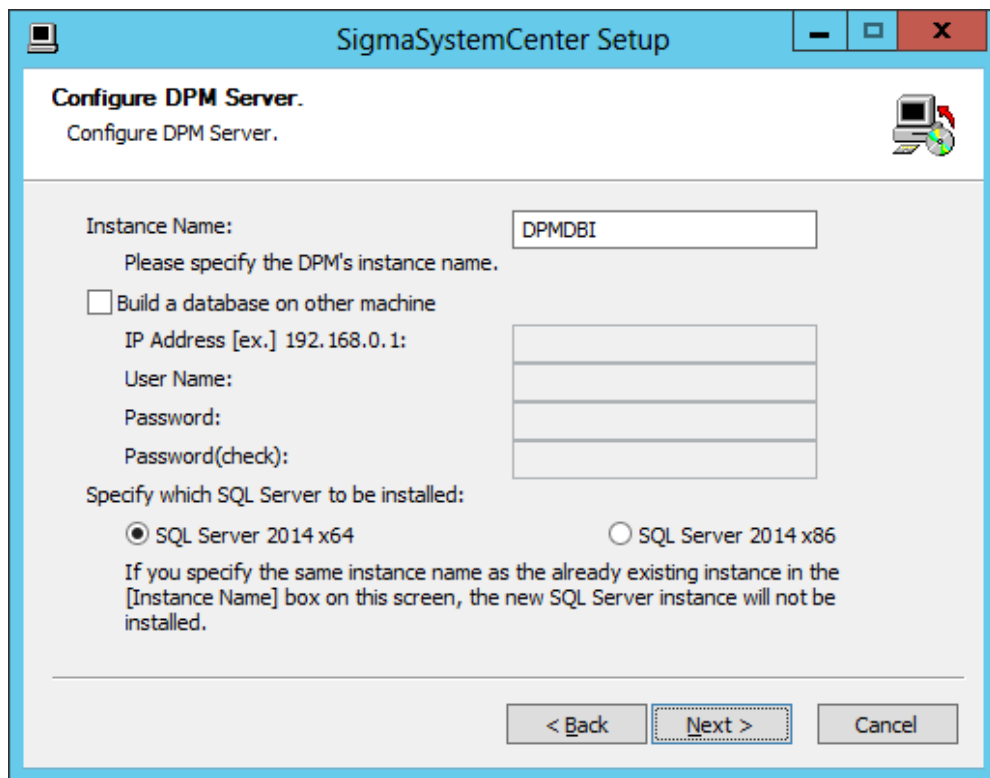 SigmaSystemCenter Setup
Configure DPM Server.
Configure DPM Server.
Instance Name:
DPMDBI
Please specify the DPM's instance name.
Build a database on other machine
IP Address [ex.] 192.168.0.1:
User Name:
Password:
Password(check):
Specify which SQL Server to be installed:
SQL Server 2014 x64
SQL Server 2014 x86
If you specify the same instance name as the already existing instance in the
[Instance Name] box on this screen, the new SQL Server instance will not be
installed.
< Back
Next >
Cancel